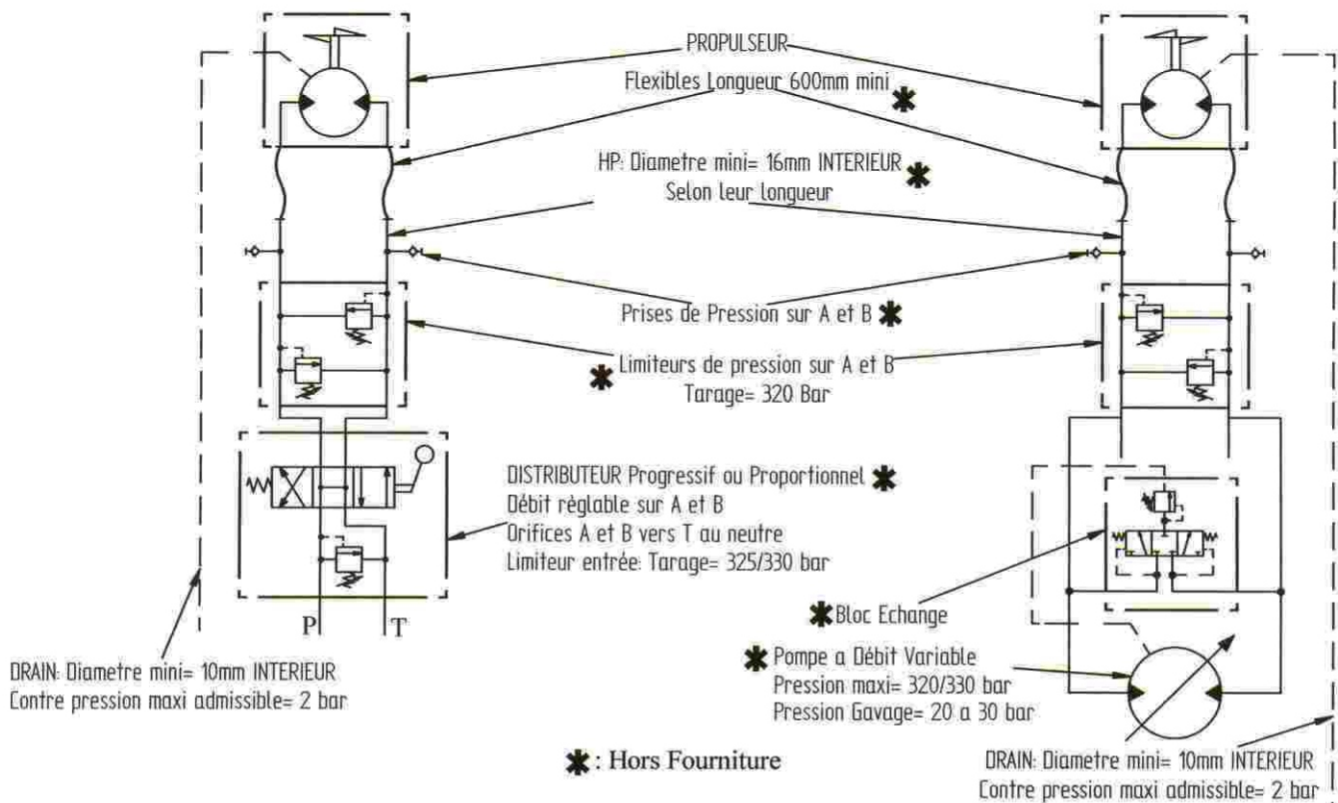 PROPULSEUR
Flexibles Longueur 600mm mini ✱
HP: Diametre mini= 16mm INTERIEUR ✱
Selon leur longueur
Prises de Pression sur A et B ✱
✱ Limiteurs de pression sur A et B
Tarage= 320 Bar
DISTRIBUTEUR Progressif ou Proportionnel ✱
Débit réglable sur A et B
Orifices A et B vers T au neutre
Limiteur entrée: Tarage= 325/330 bar
P T
✱ Bloc Echange
✱ Pompe a Débit Variable
Pression maxi= 320/330 bar
Pression Gavage= 20 a 30 bar
DRAIN: Diametre mini= 10mm INTERIEUR
Contre pression maxi admissible= 2 bar
✱ : Hors Fourniture
DRAIN: Diametre mini= 10mm INTERIEUR
Contre pression maxi admissible= 2 bar